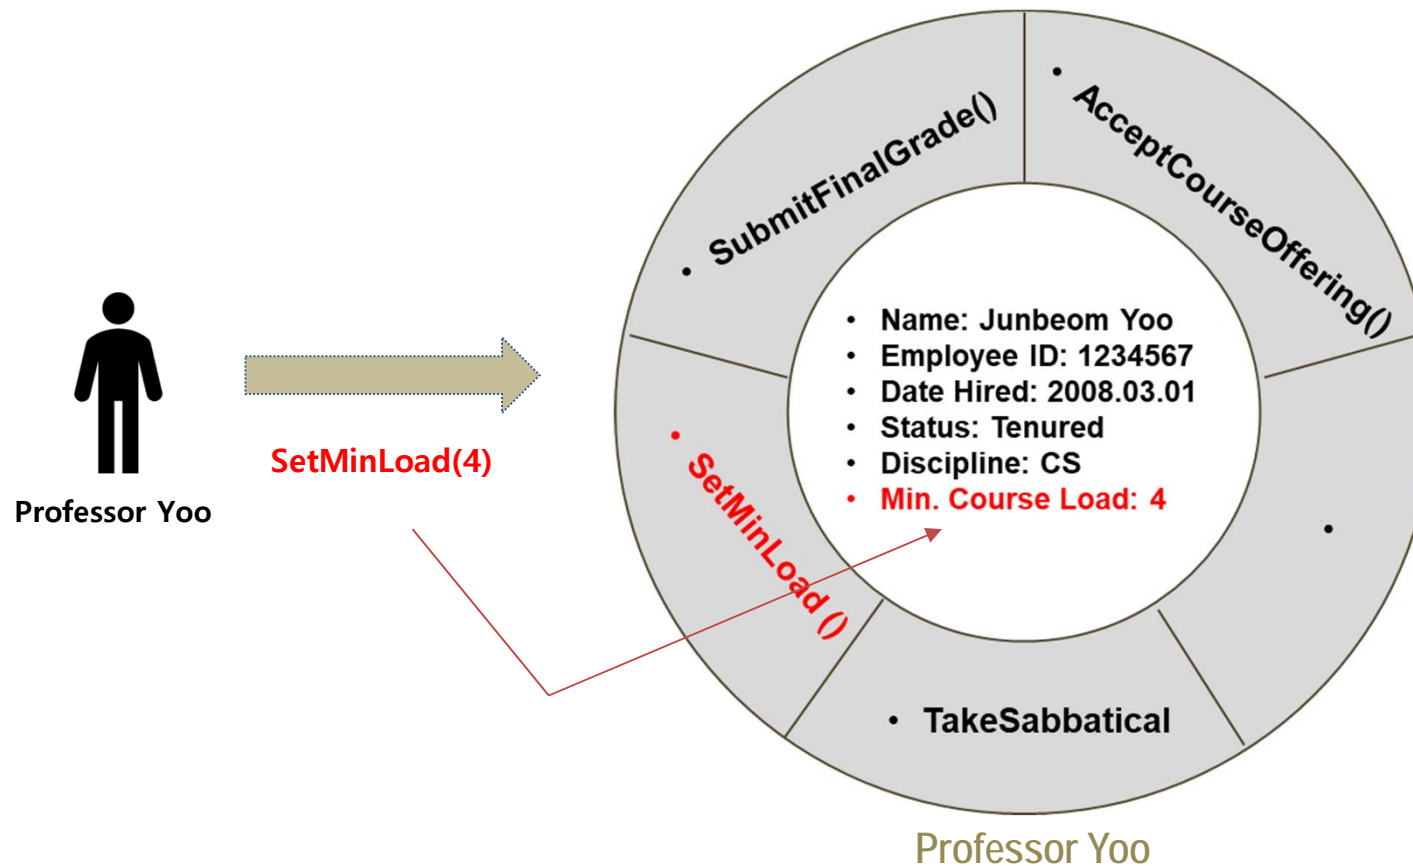 • SubmitFinalGrade()
• AcceptCourseOffering()
• Name: Junbeom Yoo
• Employee ID: 1234567
• Date Hired: 2008.03.01
• Status: Tenured
• Discipline: CS
• Min. Course Load: 4
SetMinLoad(4)
Professor Yoo
• SetMinLoad()
•
• TakeSabbatical
Professor Yoo